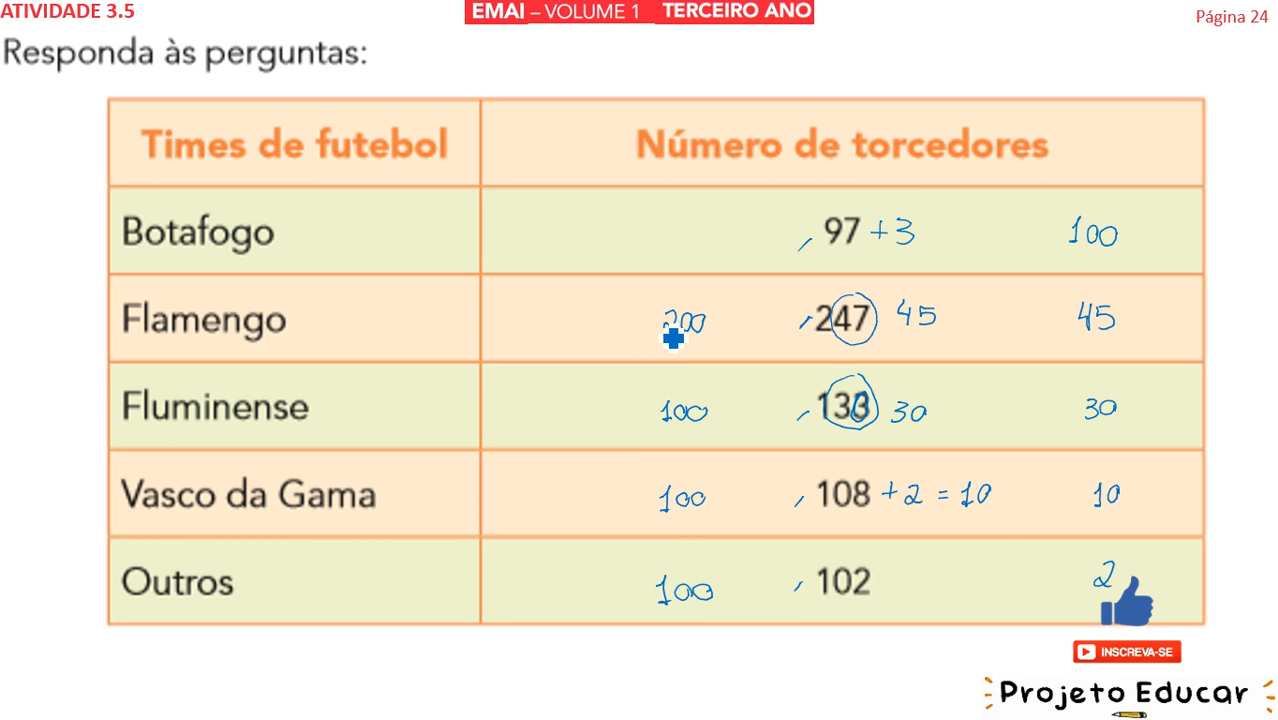 ATIVIDADE 3.5
EMAI – VOLUME 1 TERCEIRO ANO
Página 24
Responda às perguntas:
Times de futebol Número de torcedores
Botafogo 97 + 3 100
Flamengo 200 247 45 45
Fluminense 100 133 30 30
Vasco da Gama 100 108 + 2 = 10 10
Outros 100 102 2
INSCREVA-SE
Projeto Educar